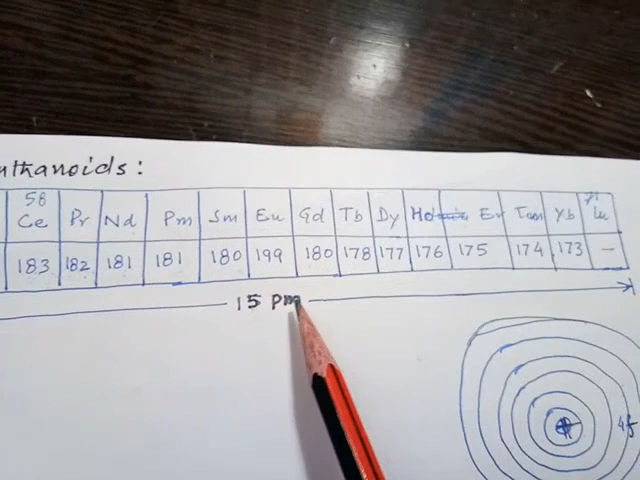 nthanoids:
58 71
Ce Pr Nd Pm Sm Eu Gd Tb Dy Ho Er Yb Lu
183 182 181 181 180 199 180 178 177 176 175 174 173 —
15 pm
4f